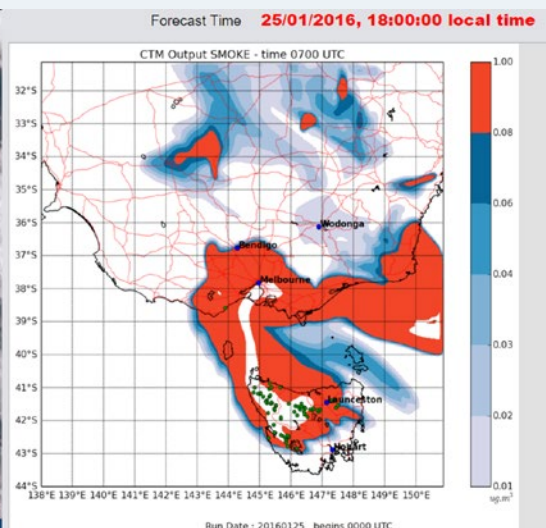 Forecast Time 25/01/2016, 18:00:00 local time
CTM Output SMOKE - time 0700 UTC
1.00
32°S
33°S
0.08
34°S
35°S
0.06
36°S
Wodonga
Bendigo
37°S
0.04
Melbourne
38°S
39°S
0.03
40°S
41°S
Launceston
0.02
42°S
Hobart
43°S
44°S
0.01
138°E 139°E 140°E 141°E 142°E 143°E 144°E 145°E 146°E 147°E 148°E 149°E 150°E
Run Date : 20160125 begins 0000 UTC